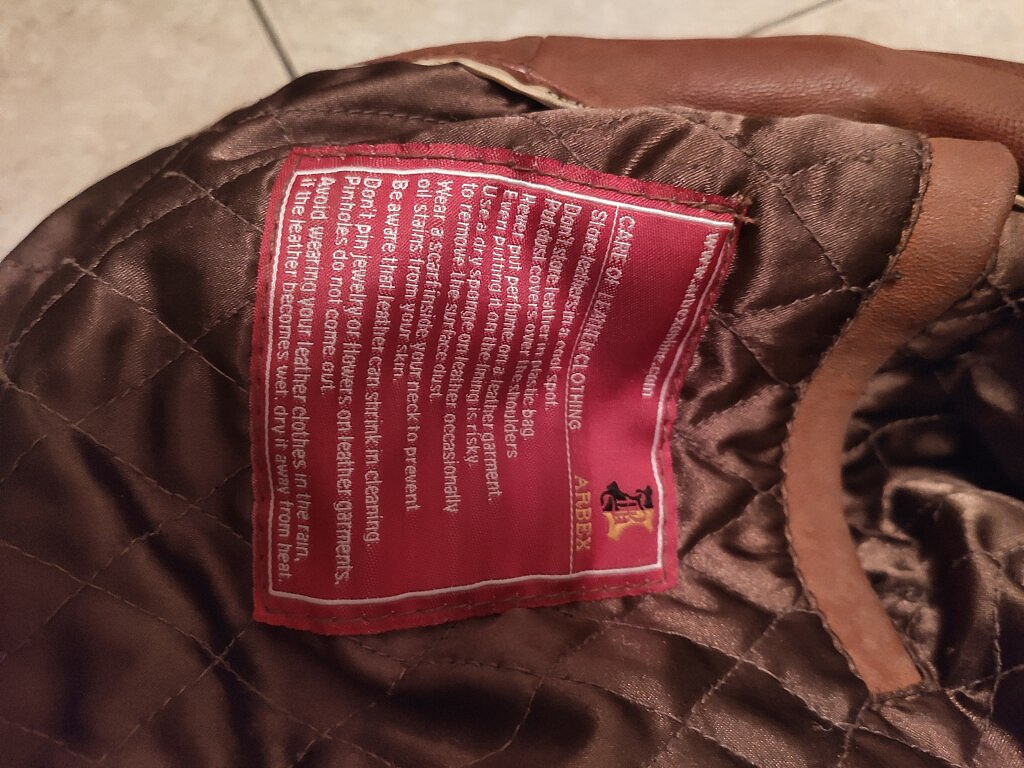 CARE OF LEATHER CLOTHING
ARBEX
Store leathers in a cool spot.
Don't store leather in plastic bag.
Put dust covers over the shoulders
Never put perfume on a leather garment.
Even putting it on the lining is risky.
Use a dry sponge on leather occasionally
to remove the surface dust.
Wear a scarf inside your neck to prevent
oil stains from your skin.
Be aware that leather can shrink in cleaning.
Don't pin jewelry or flowers on leather garments.
Pinholes do not come out.
Avoid wearing your leather clothes in the rain,
if the leather becomes wet, dry it away from heat.